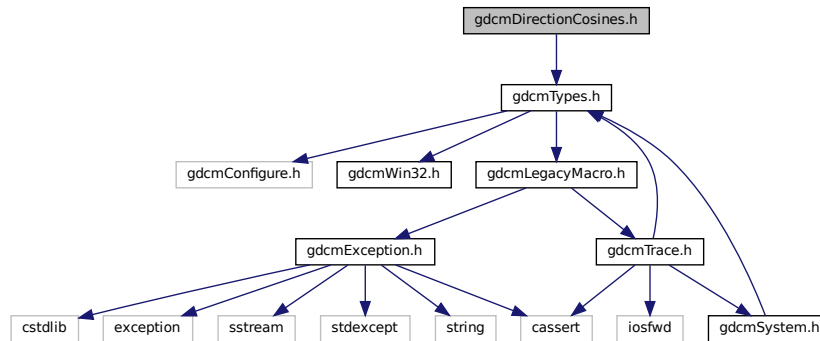 gdcmDirectionCosines.h
gdcmTypes.h
gdcmConfigure.h
gdcmWin32.h
gdcmLegacyMacro.h
gdcmException.h
gdcmTrace.h
cstdlib
exception
sstream
stdexcept
string
cassert
iosfwd
gdcmSystem.h